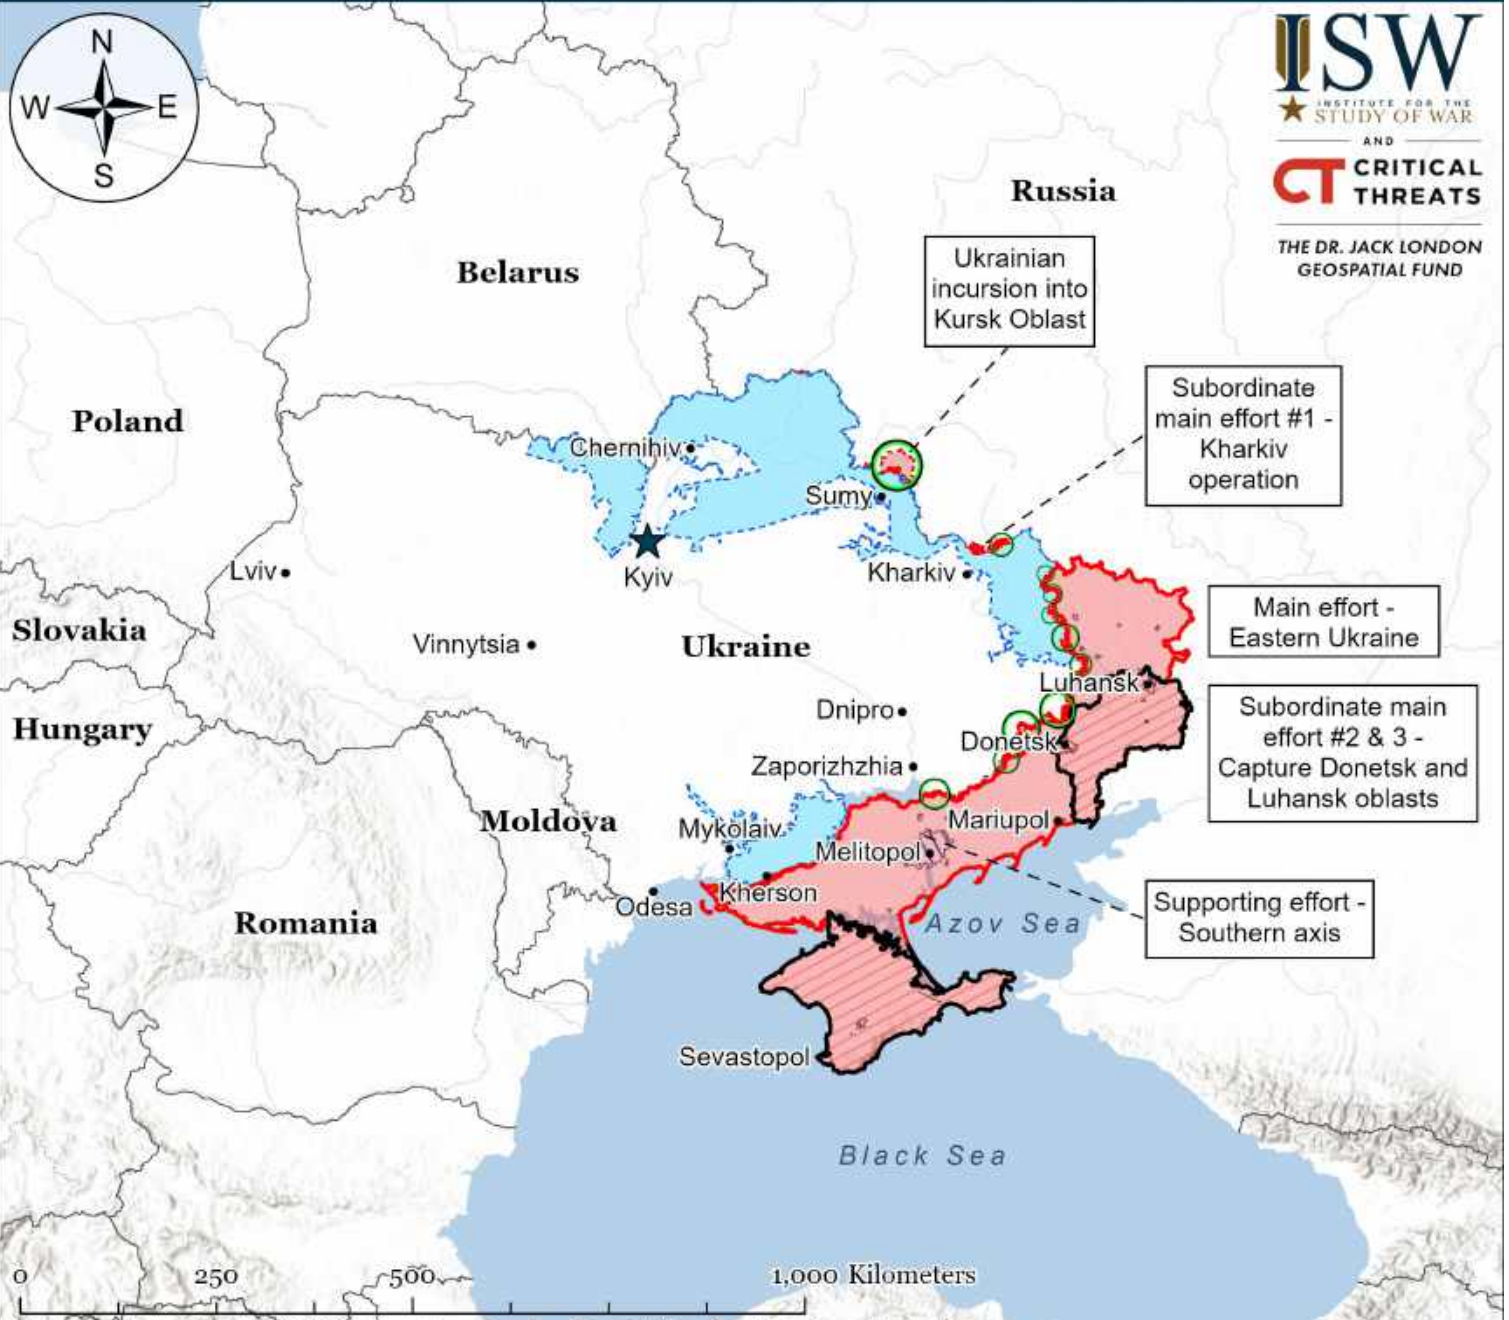 N
W
E
S
ISW
INSTITUTE FOR THE
STUDY OF WAR
AND
CT CRITICAL
THREATS
THE DR. JACK LONDON
GEOSPATIAL FUND
Russia
Ukrainian
incursion into
Kursk Oblast
Belarus
Subordinate
main effort #1 -
Kharkiv
operation
Poland
Chernihiv
Sumy
Kyiv
Kharkiv
Lviv
Main effort -
Eastern Ukraine
Slovakia
Vinnytsia
Ukraine
Luhansk
Subordinate main
effort #2 & 3 -
Capture Donetsk and
Luhansk oblasts
Hungary
Dnipro
Donetsk
Zaporizhzhia
Moldova
Mykolaiv
Mariupol
Melitopol
Kherson
Odesa
Romania
Azov Sea
Supporting effort -
Southern axis
Sevastopol
Black Sea
0
250
500
1,000 Kilometers